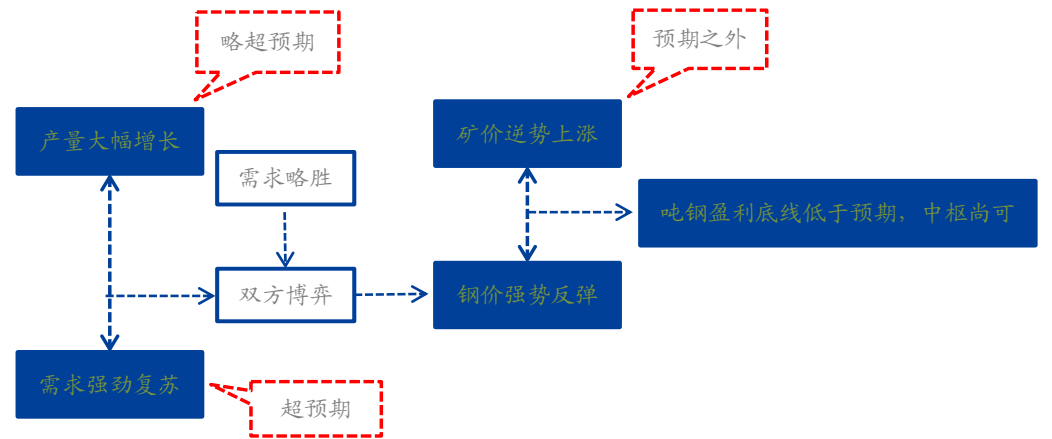 略超预期
预期之外
产量大幅增长
矿价逆势上涨
需求略胜
吨钢盈利底线低于预期，中枢尚可
双方博弈
钢价强势反弹
需求强劲复苏
超预期